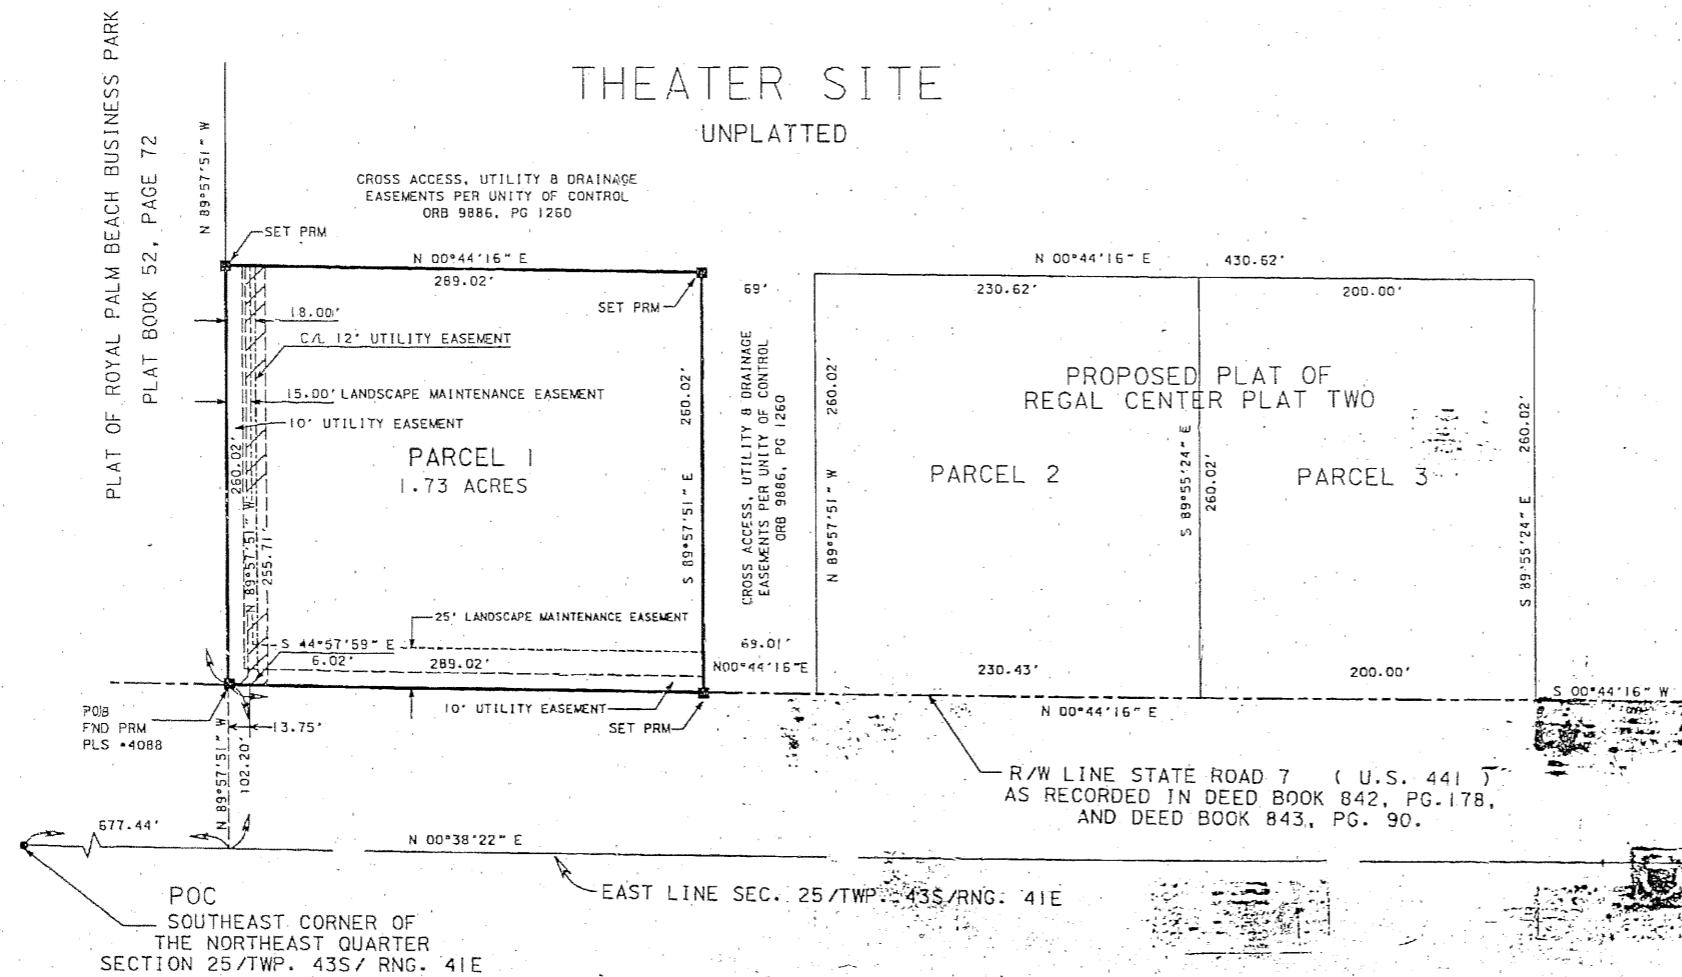 THEATER SITE
UNPLATTED
PLAT OF ROYAL PALM BEACH BUSINESS PARK
PLAT BOOK 52, PAGE 72
N 89°57'51" W
CROSS ACCESS, UTILITY & DRAINAGE
EASEMENTS PER UNITY OF CONTROL
ORB 9886, PG 1260
SET PRM
N 00°44'16" E
289.02'
SET PRM
18.00'
C/L 12' UTILITY EASEMENT
15.00' LANDSCAPE MAINTENANCE EASEMENT
10' UTILITY EASEMENT
260.02'
PARCEL 1
1.73 ACRES
N 89°57'51" W
255.71'
S 89°57'51" E
260.02'
25' LANDSCAPE MAINTENANCE EASEMENT
S 44°57'59" E
6.02'
289.02'
10' UTILITY EASEMENT
SET PRM
69'
CROSS ACCESS, UTILITY & DRAINAGE
EASEMENTS PER UNITY OF CONTROL
ORB 9886, PG 1260
69.01'
N00°44'16"E
N 00°44'16" E
430.62'
230.62'
200.00'
260.02'
N 89°57'51" W
PROPOSED PLAT OF
REGAL CENTER PLAT TWO
PARCEL 2
S 89°55'24" E
260.02'
PARCEL 3
260.02'
S 89°55'24" E
230.43'
200.00'
N 00°44'16" E
S 00°44'16" W
POB
FND PRM
PLS #4088
13.75'
N 89°57'51" W
102.20'
R/W LINE STATE ROAD 7 ( U.S. 441 )
AS RECORDED IN DEED BOOK 842, PG.178,
AND DEED BOOK 843, PG. 90.
677.44'
N 00°38'22" E
EAST LINE SEC. 25/TWP. 43S/RNG. 41E
POC
SOUTHEAST CORNER OF
THE NORTHEAST QUARTER
SECTION 25/TWP. 43S/ RNG. 41E